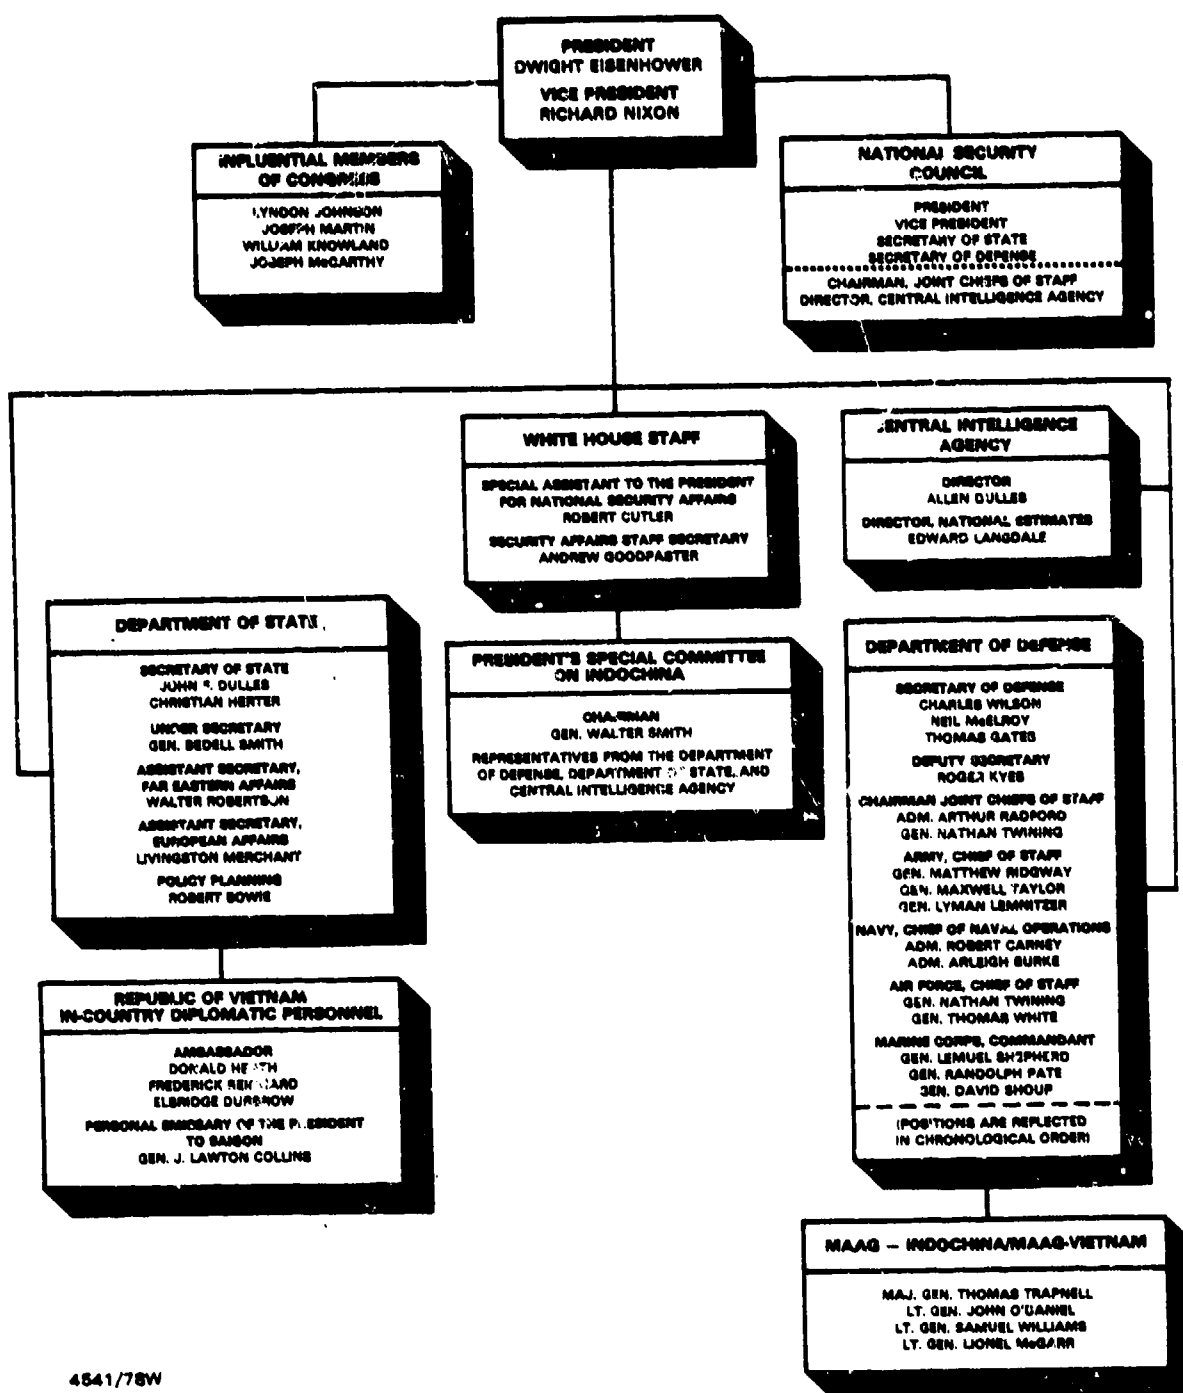 PRESIDENT
DWIGHT EISENHOWER
VICE PRESIDENT
RICHARD NIXON
INFLUENTIAL MEMBERS
OF CONGRESS
LYNDON JOHNSON
JOSEPH MARTIN
WILLIAM KNOWLAND
JOSEPH McCARTHY
NATIONAL SECURITY
COUNCIL
PRESIDENT
VICE PRESIDENT
SECRETARY OF STATE
SECRETARY OF DEFENSE
CHAIRMAN, JOINT CHIEFS OF STAFF
DIRECTOR, CENTRAL INTELLIGENCE AGENCY
WHITE HOUSE STAFF
SPECIAL ASSISTANT TO THE PRESIDENT
FOR NATIONAL SECURITY AFFAIRS
ROBERT CUTLER
SECURITY AFFAIRS STAFF SECRETARY
ANDREW GOODPASTER
CENTRAL INTELLIGENCE
AGENCY
DIRECTOR
ALLEN DULLES
DIRECTOR, NATIONAL ESTIMATES
EDWARD LANGDALE
DEPARTMENT OF STATE
SECRETARY OF STATE
JOHN F. DULLES
CHRISTIAN HERTER
UNDER SECRETARY
GEN. BEDELL SMITH
ASSISTANT SECRETARY,
FAR EASTERN AFFAIRS
WALTER ROBERTSON
ASSISTANT SECRETARY,
EUROPEAN AFFAIRS
LIVINGSTON MERCHANT
POLICY PLANNING
ROBERT BOWIE
PRESIDENT'S SPECIAL COMMITTEE
ON INDOCHINA
CHAIRMAN
GEN. WALTER SMITH
REPRESENTATIVES FROM THE DEPARTMENT
OF DEFENSE, DEPARTMENT OF STATE, AND
CENTRAL INTELLIGENCE AGENCY
DEPARTMENT OF DEFENSE
SECRETARY OF DEFENSE
CHARLES WILSON
NEIL McELROY
THOMAS GATES
DEPUTY SECRETARY
ROGER KYES
CHAIRMAN JOINT CHIEFS OF STAFF
ADM. ARTHUR RADFORD
GEN. NATHAN TWINING
ARMY, CHIEF OF STAFF
GEN. MATTHEW RIDGWAY
GEN. MAXWELL TAYLOR
GEN. LYMAN LEMNITZER
NAVY, CHIEF OF NAVAL OPERATIONS
ADM. ROBERT CARNEY
ADM. ARLEIGH BURKE
AIR FORCE, CHIEF OF STAFF
GEN. NATHAN TWINING
GEN. THOMAS WHITE
MARINE CORPS, COMMANDANT
GEN. LEMUEL SHEPHERD
GEN. RANDOLPH PATE
GEN. DAVID SHOUP
(POSITIONS ARE REFLECTED
IN CHRONOLOGICAL ORDER)
REPUBLIC OF VIETNAM
IN-COUNTRY DIPLOMATIC PERSONNEL
AMBASSADOR
DONALD HEATH
FREDERICK REINHARD
ELBRIDGE DURBROW
PERSONAL EMISSARY OF THE PRESIDENT
TO SAIGON
GEN. J. LAWTON COLLINS
MAAG – INDOCHINA/MAAG-VIETNAM
MAJ. GEN. THOMAS TRAPNELL
LT. GEN. JOHN O'DANIEL
LT. GEN. SAMUEL WILLIAMS
LT. GEN. LIONEL McGARR
4541/78W